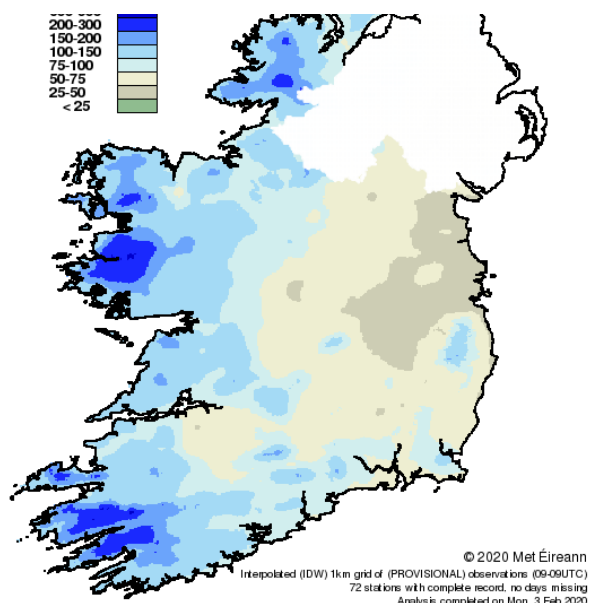 200-300
150-200
100-150
75-100
50-75
25-50
< 25
© 2020 Met Éireann
Interpolated (IDW) 1km grid of (PROVISIONAL) observations (09-09UTC)
72 stations with complete record, no days missing
Analysis completed on Mon, 3 Feb 2020